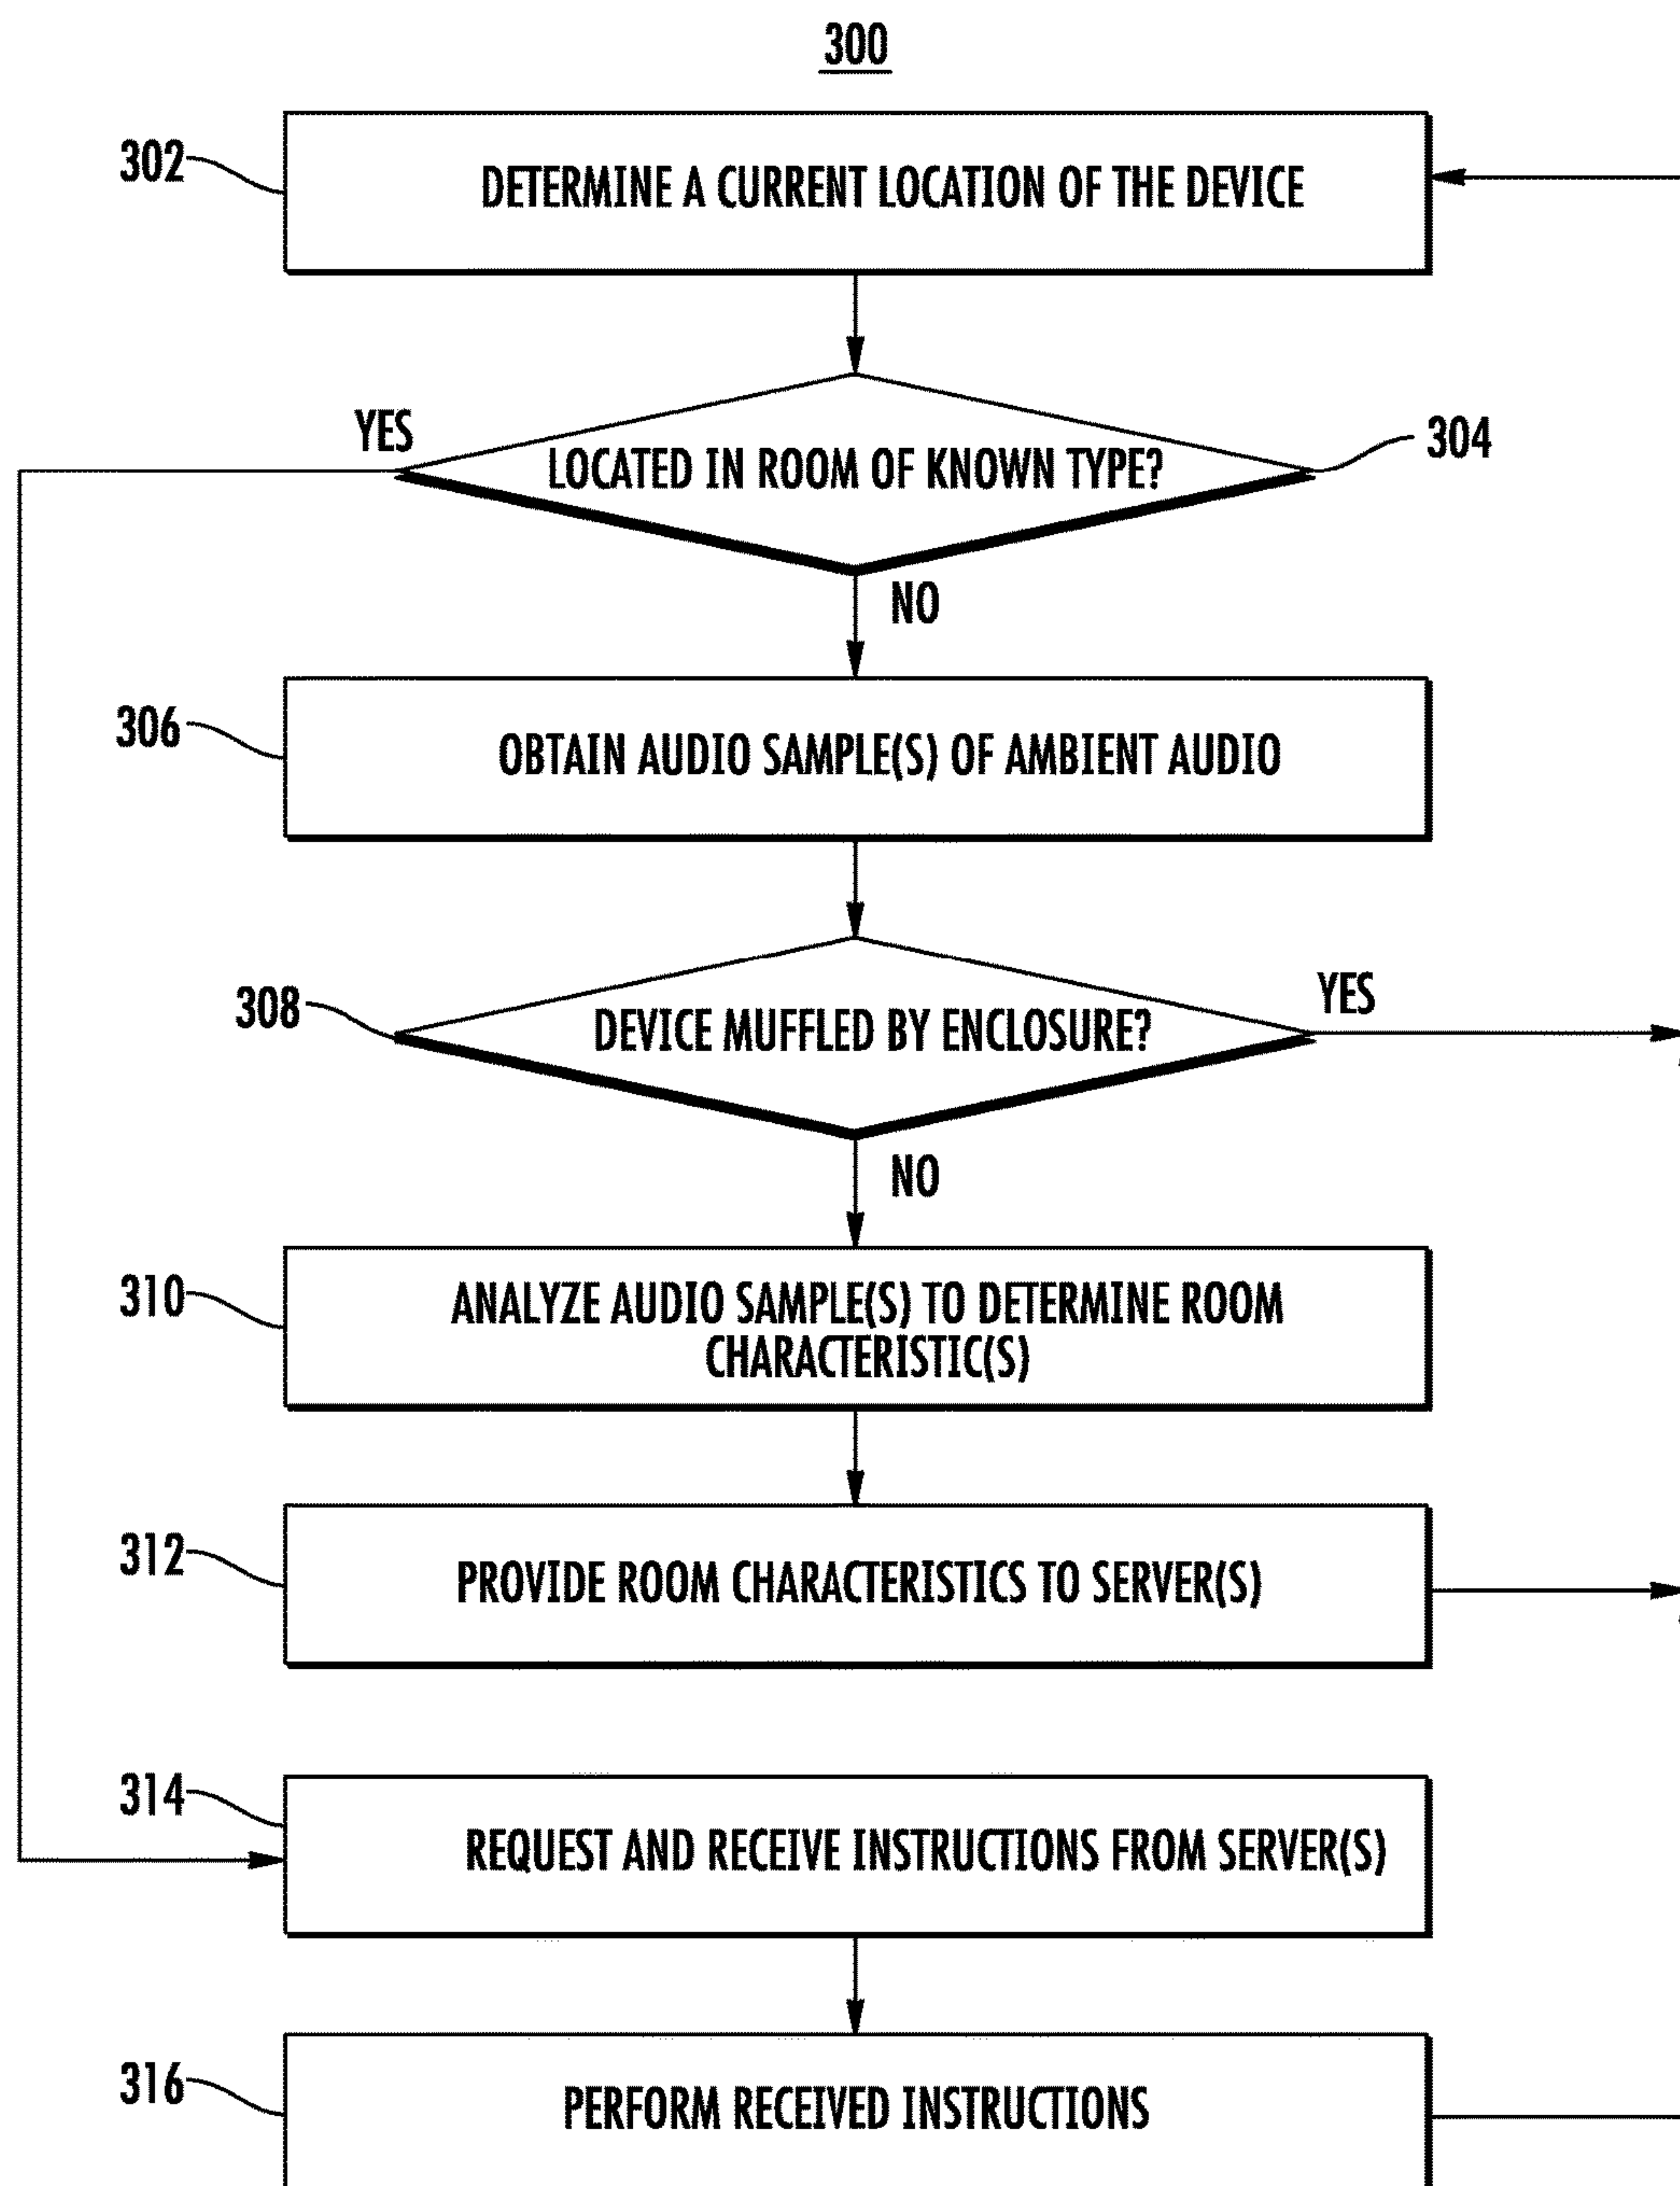 300
302
DETERMINE A CURRENT LOCATION OF THE DEVICE
YES
LOCATED IN ROOM OF KNOWN TYPE?
304
NO
306
OBTAIN AUDIO SAMPLE(S) OF AMBIENT AUDIO
308
DEVICE MUFFLED BY ENCLOSURE?
YES
NO
310
ANALYZE AUDIO SAMPLE(S) TO DETERMINE ROOM
CHARACTERISTIC(S)
312
PROVIDE ROOM CHARACTERISTICS TO SERVER(S)
314
REQUEST AND RECEIVE INSTRUCTIONS FROM SERVER(S)
316
PERFORM RECEIVED INSTRUCTIONS